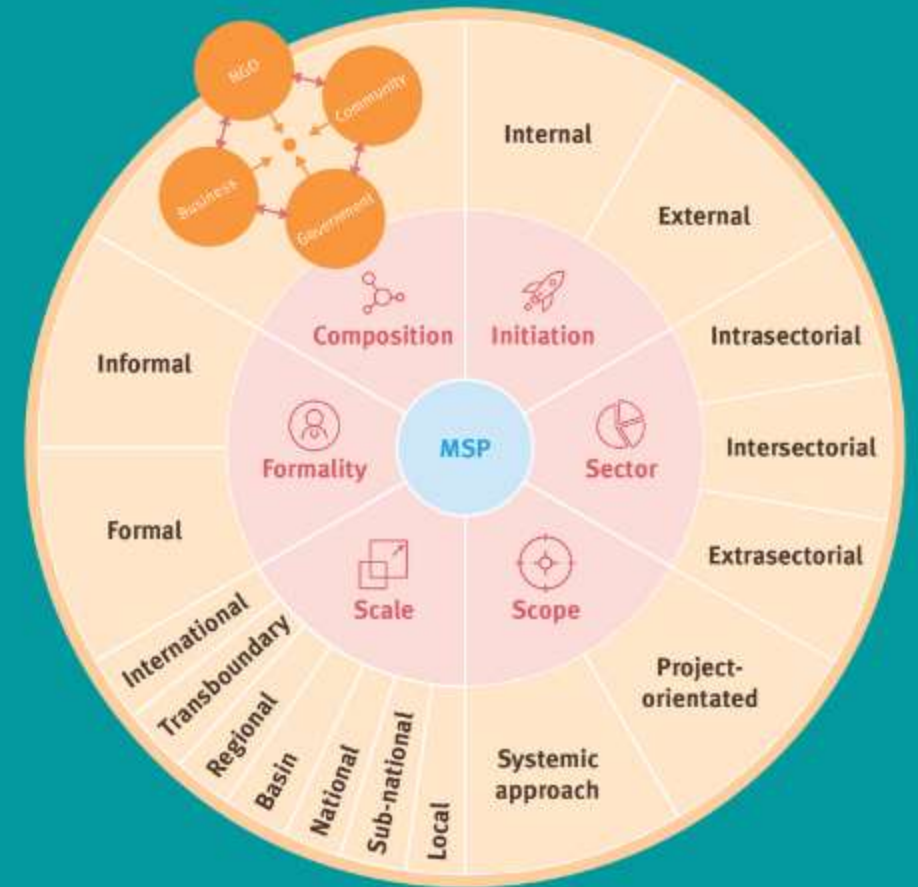 NGO
Community
Business
Government
Internal
External
Composition
Initiation
Intrasectorial
Informal
Formality
MSP
Sector
Intersectorial
Formal
Extrasectorial
Scale
Scope
International
Transboundary
Regional
Basin
National
Sub-national
Local
Systemic
approach
Project-
orientated